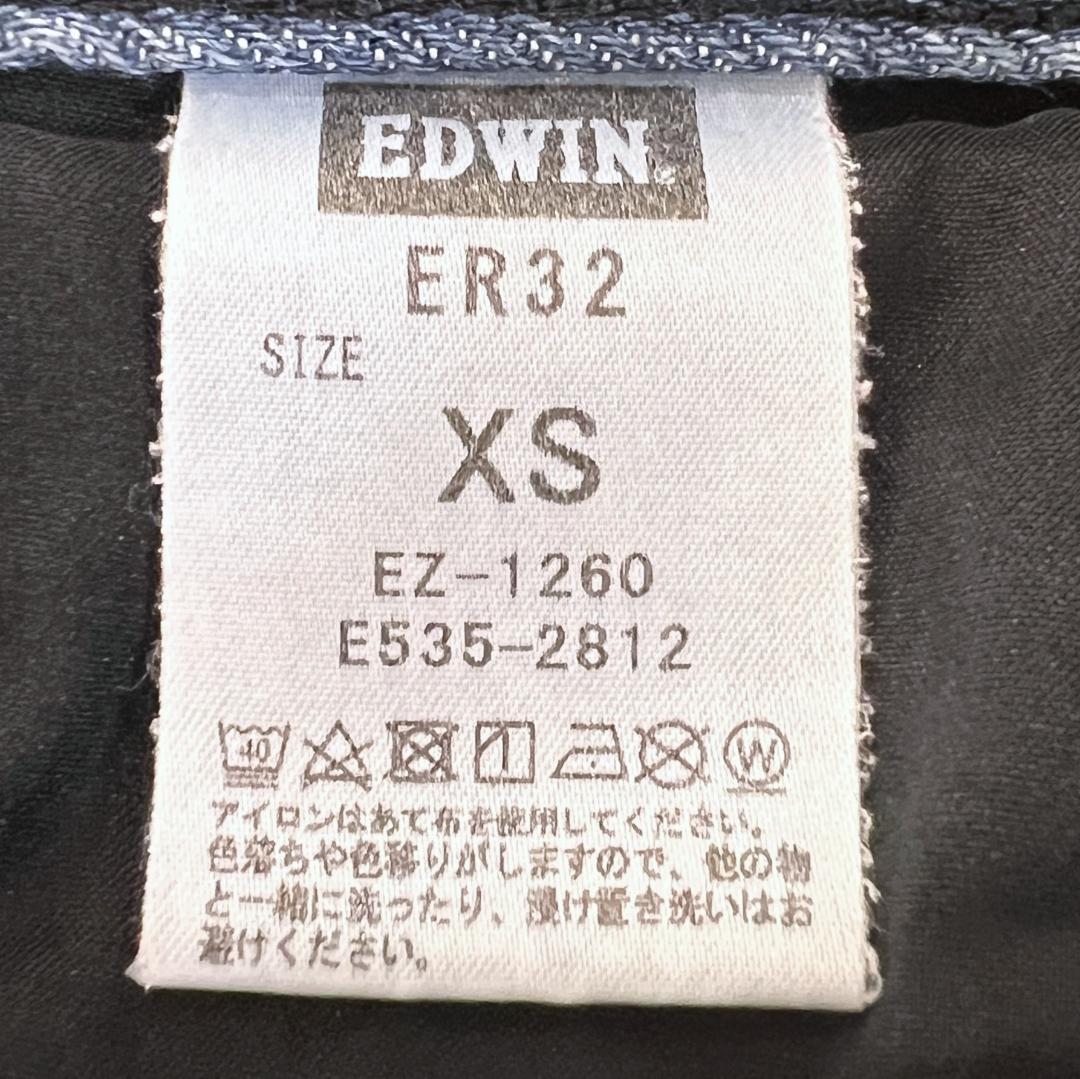 EDWIN
ER32
SIZE
XS
EZ-1260
E535-2812
40 W
アイロンはあて布を使用してください。
色落ちや色移りがしますので、他の物
と一緒に洗ったり、浸け置き洗いはお
避けください。